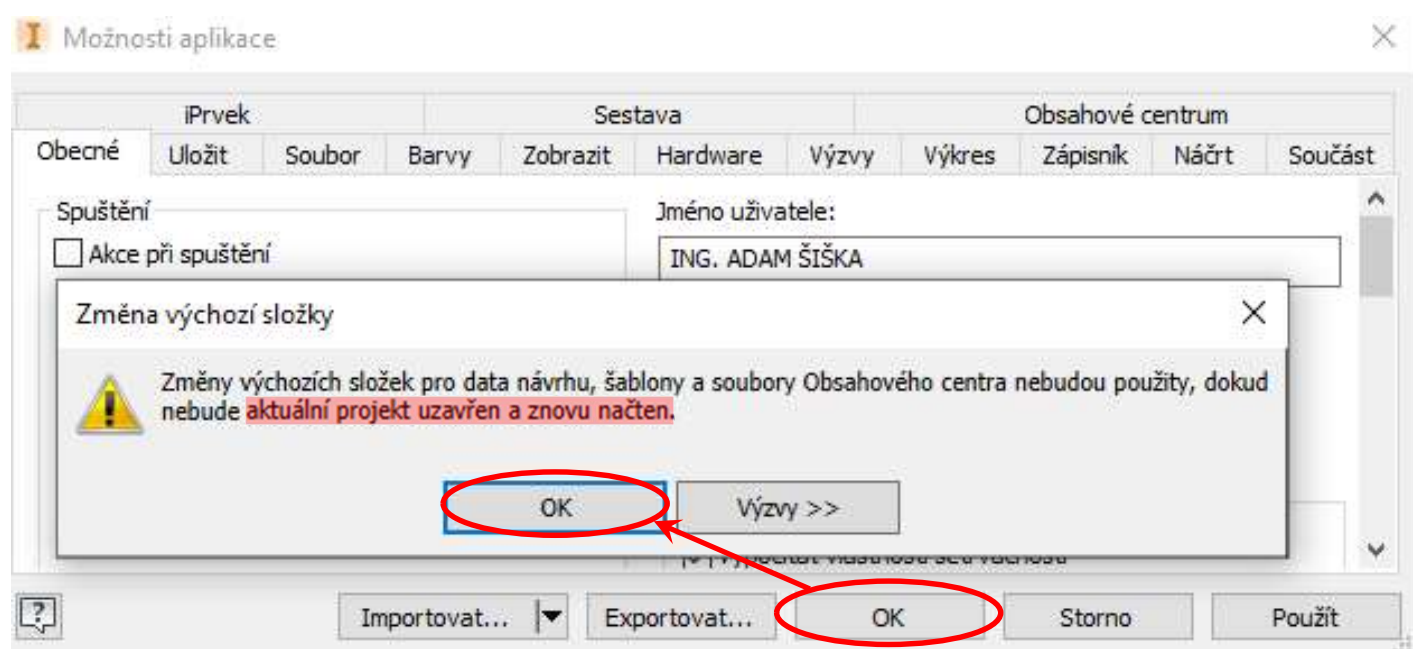 Možnosti aplikace
iPrvek Sestava Obsahové centrum
Obecné Uložit Soubor Barvy Zobrazit Hardware Výzvy Výkres Zápisník Náčrt Součást
Spuštění
Akce při spuštění
Jméno uživatele:
ING. ADAM ŠIŠKA
Změna výchozí složky
Změny výchozích složek pro data návrhu, šablony a soubory Obsahového centra nebudou použity, dokud
nebude aktuální projekt uzavřen a znovu načten.
OK Výzvy >>
Importovat... Exportovat... OK Storno Použít